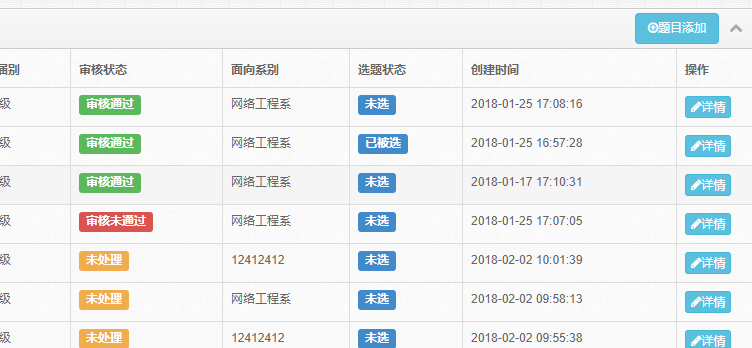 题目添加
届别 审核状态 面向系别 选题状态 创建时间 操作
级 审核通过 网络工程系 未选 2018-01-25 17:08:16 详情
级 审核通过 网络工程系 已被选 2018-01-25 16:57:28 详情
级 审核通过 网络工程系 未选 2018-01-17 17:10:31 详情
级 审核未通过 网络工程系 未选 2018-01-25 17:07:05 详情
级 未处理 12412412 未选 2018-02-02 10:01:39 详情
级 未处理 网络工程系 未选 2018-02-02 09:58:13 详情
级 未处理 12412412 未选 2018-02-02 09:55:38 详情